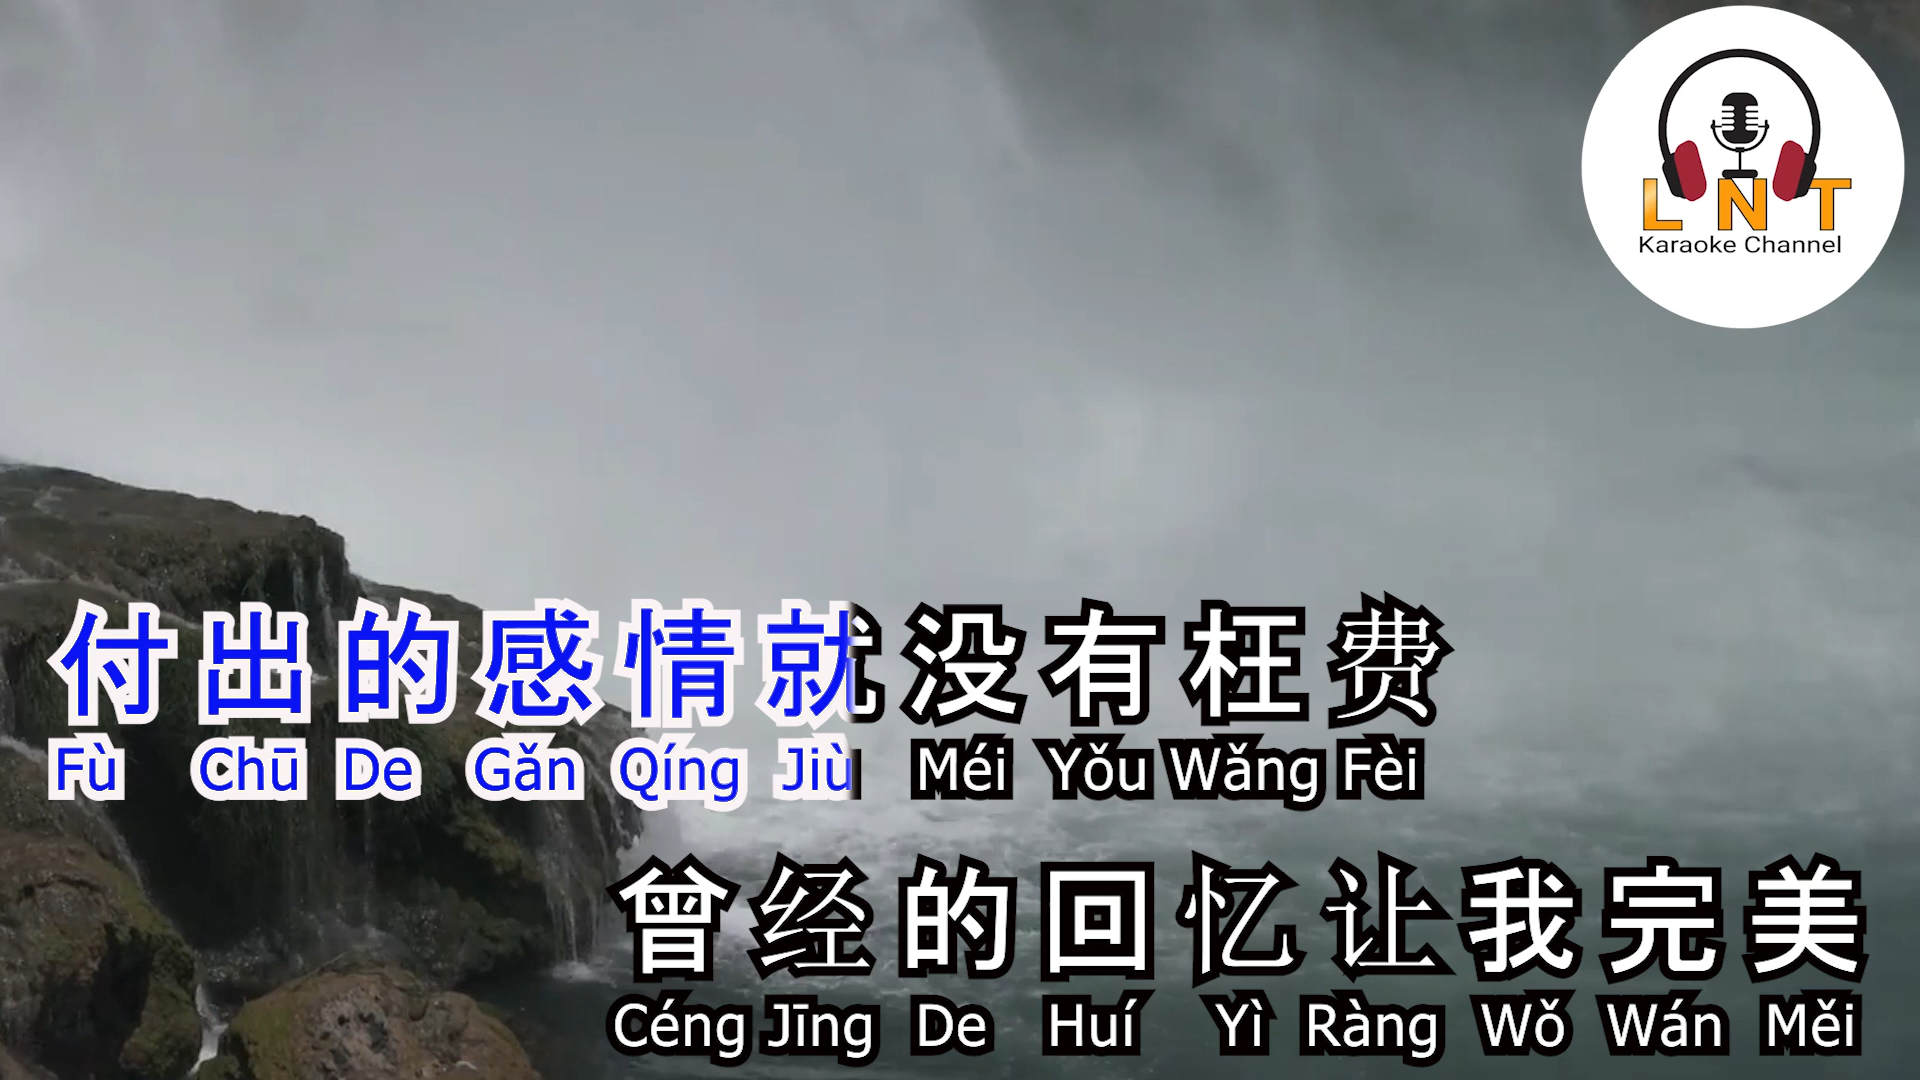 L N T
Karaoke Channel
付出的感情就没有枉费
Fù Chū De Gǎn Qíng Jiù Méi Yǒu Wǎng Fèi
曾经的回忆让我完美
Céng Jīng De Huí Yì Ràng Wǒ Wán Měi